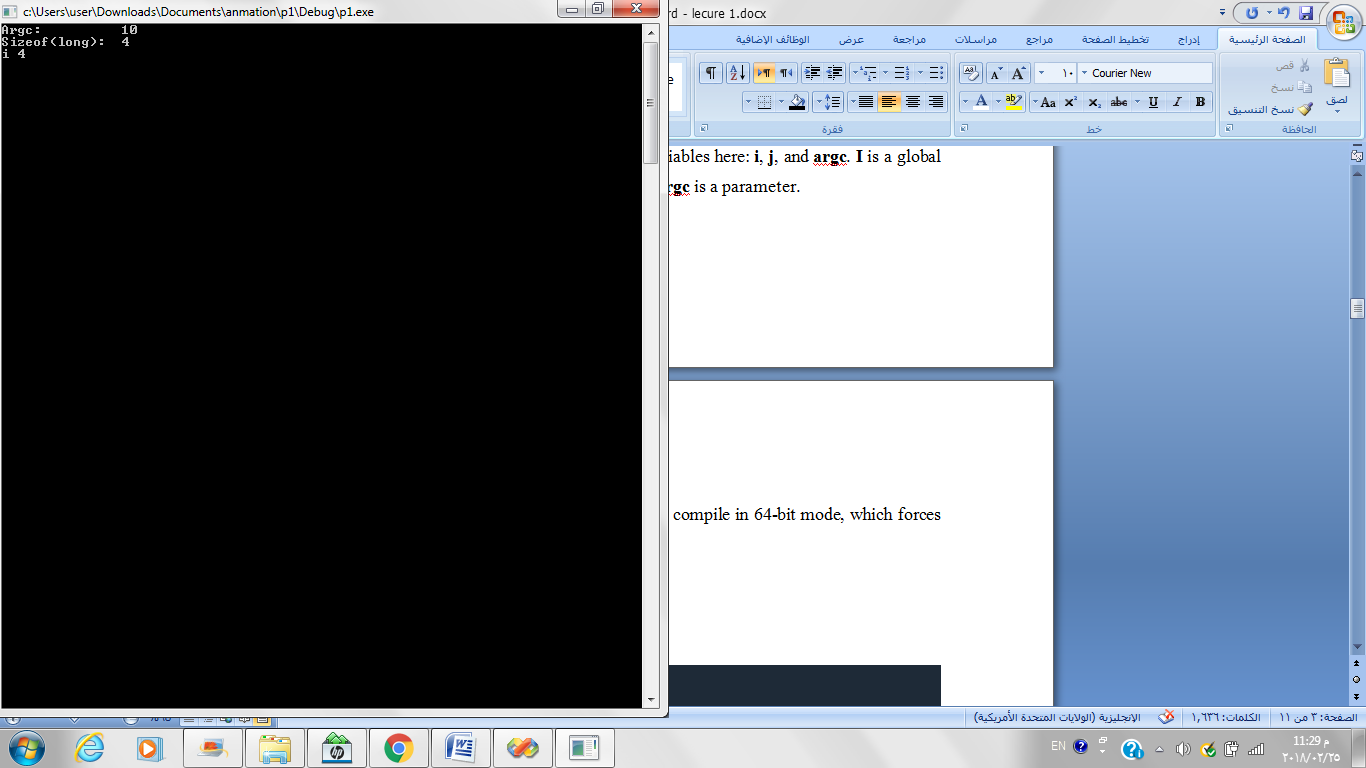 c:\Users\user\Downloads\Documents\anmation\p1\Debug\p1.exe
Argc: 10
Sizeof(long): 4
i 4
rd - lecure 1.docx
الصفحة الرئيسية
إدراج
تخطيط الصفحة
مراجع
مراسلات
مراجعة
عرض
الوظائف الإضافية
لصق
قص
نسخ
نسخ التنسيق
الحافظة
Courier New
١٠
خط
فقرة
iables here: i, j, and argc. I is a global
rgc is a parameter.
compile in 64-bit mode, which forces
الصفحة: ٣ من ١١
الكلمات: ١,٦٣٦
الإنجليزية (الولايات المتحدة الأمريكية)
EN
11:29 م
٢٠١٨/٠٢/٢٥